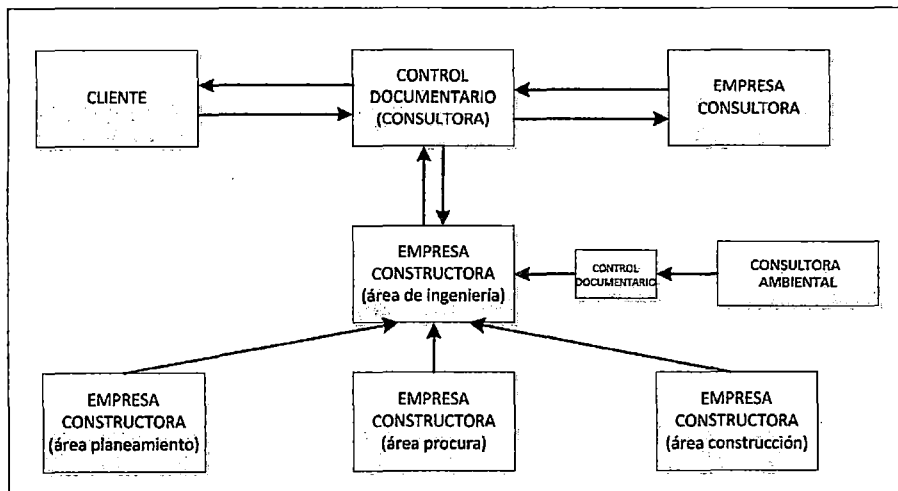 CLIENTE
CONTROL
DOCUMENTARIO
(CONSULTORA)
EMPRESA
CONSULTORA
EMPRESA
CONSTRUCTORA
(área de ingeniería)
CONTROL
DOCUMENTARIO
CONSULTORA
AMBIENTAL
EMPRESA
CONSTRUCTORA
(área planeamiento)
EMPRESA
CONSTRUCTORA
(área procura)
EMPRESA
CONSTRUCTORA
(área construcción)